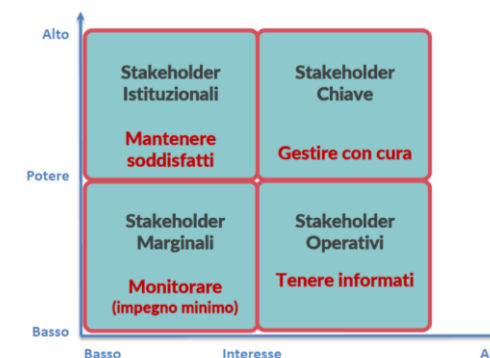 Alto
Stakeholder
Istituzionali
Mantenere
soddisfatti
Stakeholder
Chiave
Gestire con cura
Potere
Stakeholder
Marginali
Monitorare
(impegno minimo)
Stakeholder
Operativi
Tenere informati
Basso
Basso
Interesse